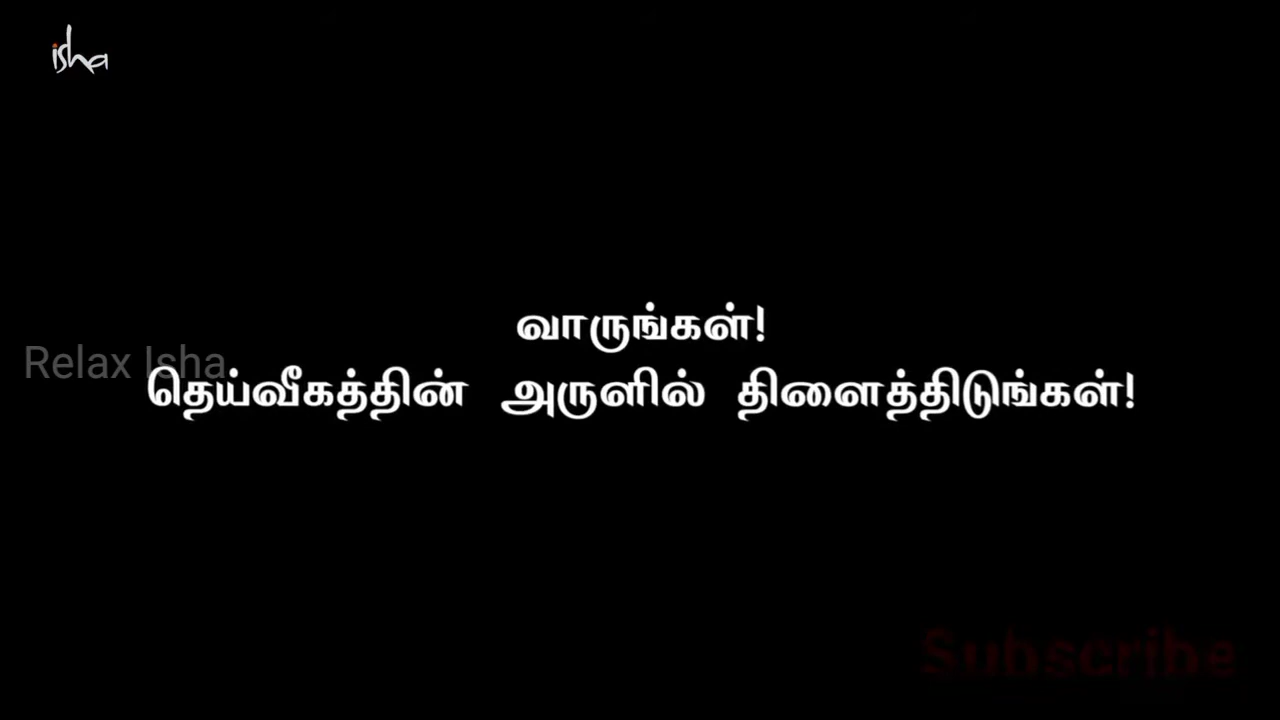 isha
வாருங்கள்!
Relax Isha
தெய்வீகத்தின் அருளில் திளைத்திடுங்கள்!
Subscribe